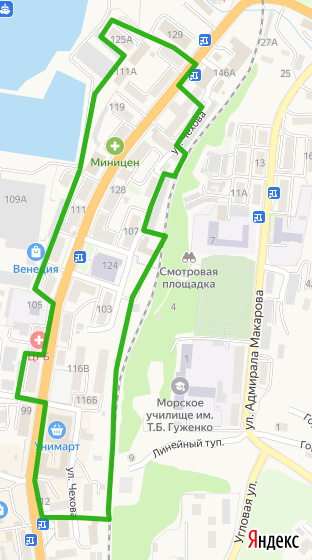 125А
129
111А
27А
146А
25
119
ул. Чехова
Миницен
13
128
11А
109А
111
107
7
Венеция
124
Смотровая
площадка
105
103
4
ул. Адмирала Макарова
ЦРБ
116В
99
116Б
Морское
училище им.
Т.Б. Гуженко
Унимарт
Линейный туп.
9
ул. Чехова
Угловая ул.
Яндекс